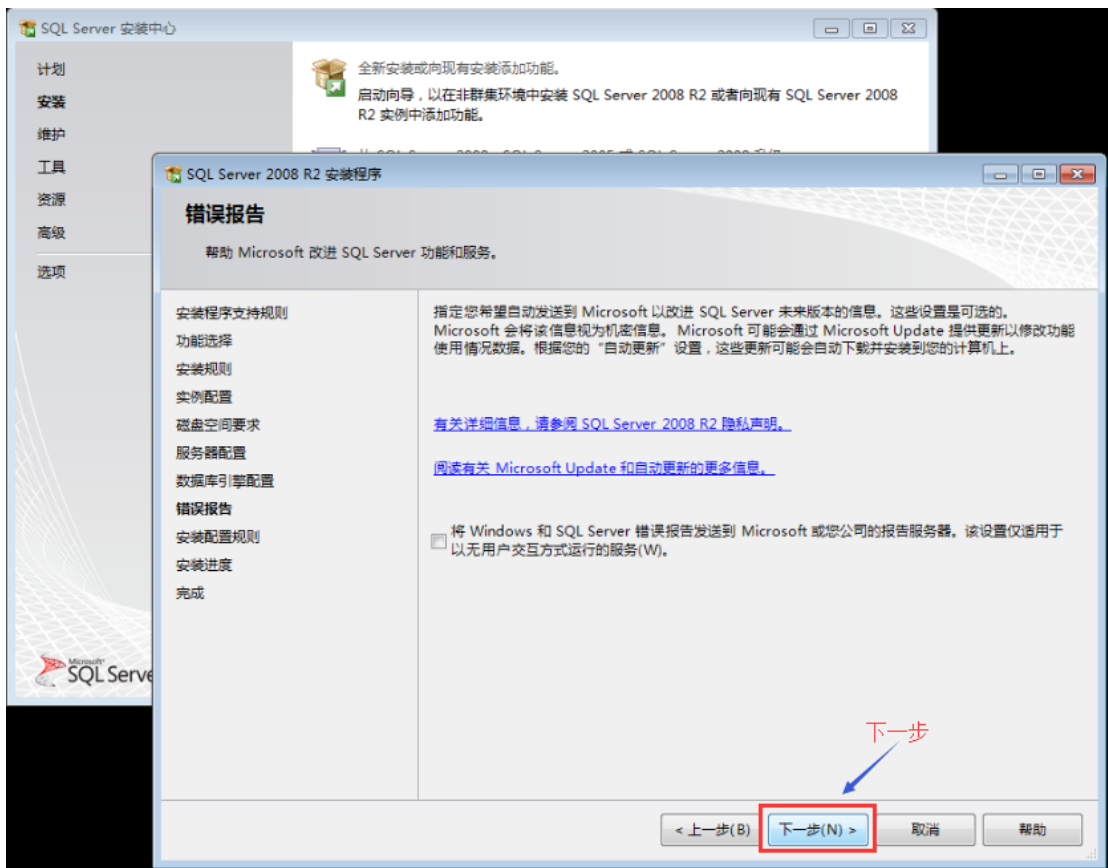 SQL Server 安装中心
计划
安装
维护
工具
资源
高级
选项
全新安装或向现有安装添加功能。
启动向导，以在非群集环境中安装 SQL Server 2008 R2 或者向现有 SQL Server 2008
R2 实例中添加功能。
Microsoft
SQL Serve
SQL Server 2008 R2 安装程序
错误报告
帮助 Microsoft 改进 SQL Server 功能和服务。
安装程序支持规则
功能选择
安装规则
实例配置
磁盘空间要求
服务器配置
数据库引擎配置
错误报告
安装配置规则
安装进度
完成
指定您希望自动发送到 Microsoft 以改进 SQL Server 未来版本的信息。这些设置是可选的。
Microsoft 会将该信息视为机密信息。 Microsoft 可能会通过 Microsoft Update 提供更新以修改功能
使用情况数据。根据您的“自动更新”设置，这些更新可能会自动下载并安装到您的计算机上。
有关详细信息，请参阅 SQL Server 2008 R2 隐私声明。
阅读有关 Microsoft Update 和自动更新的更多信息。
将 Windows 和 SQL Server 错误报告发送到 Microsoft 或您公司的报告服务器。该设置仅适用于
以无用户交互方式运行的服务(W)。
下一步
< 上一步(B)
下一步(N) >
取消
帮助